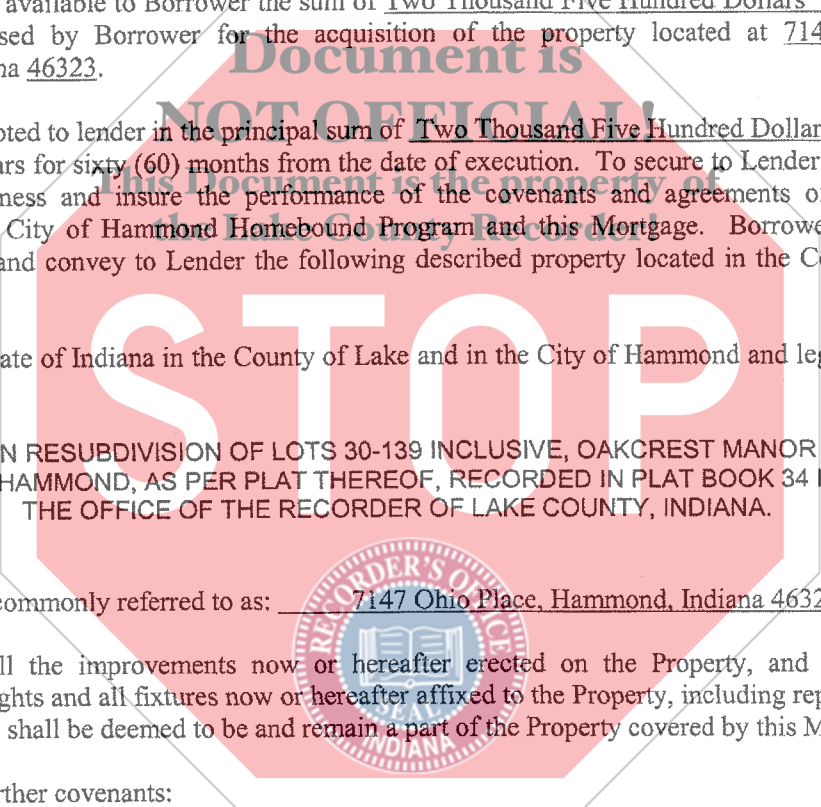 available to Borrower the sum of Two Thousand Five Hundred Dollars
sed by Borrower for the acquisition of the property located at 714
na 46323.
Document is
NOT OFFICIAL!
This Document is the property of
the Lake County Recorder!
oted to lender in the principal sum of Two Thousand Five Hundred Dollar
ars for sixty (60) months from the date of execution. To secure to Lender
ness and insure the performance of the covenants and agreements o
City of Hammond Homebound Program and this Mortgage. Borrowe
and convey to Lender the following described property located in the C
STOP
ate of Indiana in the County of Lake and in the City of Hammond and leg
N RESUBDIVISION OF LOTS 30-139 INCLUSIVE, OAKCREST MANOR
HAMMOND, AS PER PLAT THEREOF, RECORDED IN PLAT BOOK 34
THE OFFICE OF THE RECORDER OF LAKE COUNTY, INDIANA.
commonly referred to as: 7147 Ohio Place, Hammond, Indiana 4632
ll the improvements now or hereafter erected on the Property, and
ghts and all fixtures now or hereafter affixed to the Property, including rep
shall be deemed to be and remain a part of the Property covered by this M
rther covenants:
RECORDER'S OFFICE
SEAL
INDIANA